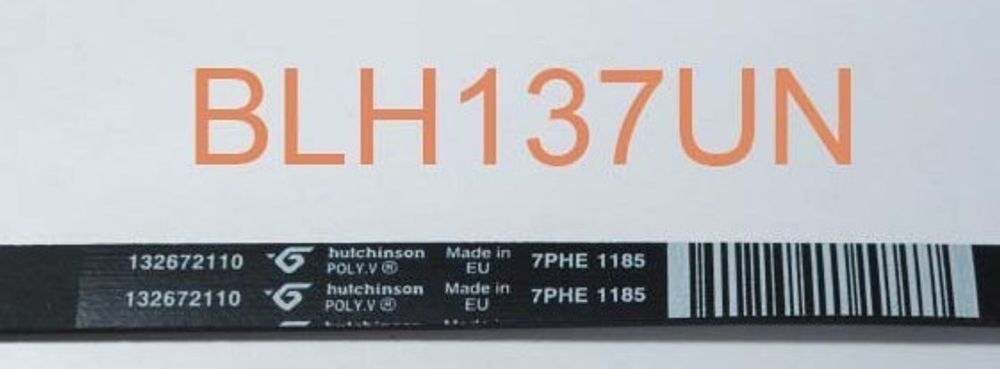 BLH137UN
132672110 hutchinson POLY.V ® Made in EU 7PHE 1185
132672110 hutchinson POLY.V ® Made in EU 7PHE 1185